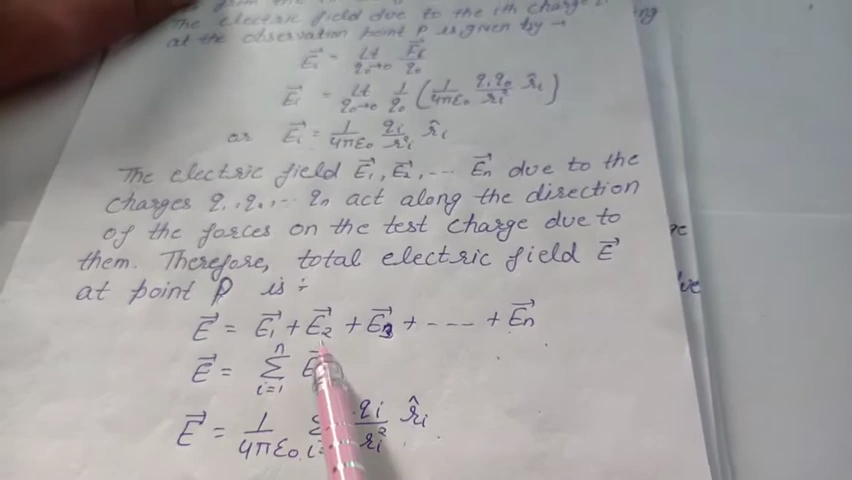 from the
The electric field due to the ith charge
at the observation point P is given by →
E⃗i = Lt q₀→0 F⃗i/q₀
E⃗i = Lt q₀→0 1/q₀ (1/4πε₀ qiq₀/ri² r̂i)
or E⃗i = 1/4πε₀ qi/ri² r̂i
The electric field E⃗₁, E⃗₂, ... E⃗n due to the
charges q₁, q₂, ... qn act along the direction
of the forces on the test charge due to
them. Therefore, total electric field E⃗
at point P is :-
E⃗ = E⃗₁ + E⃗₂ + E⃗₃ + ---- + E⃗n
E⃗ = Σ i=1 n E⃗
E⃗ = 1/4πε₀ Σ i= qi/ri² r̂i